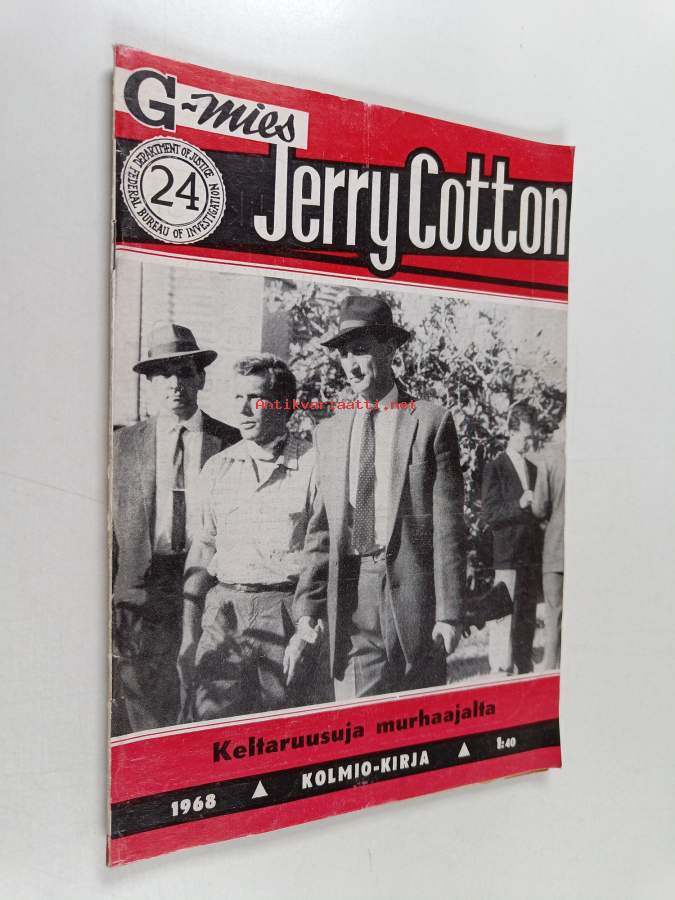 G-mies
DEPARTMENT OF JUSTICE
24
FEDERAL BUREAU OF INVESTIGATION
Jerry Cotton
Antikvariaatti.net
Keltaruusuja murhaajalta
1968 ▲ KOLMIO-KIRJA ▲ 1:40